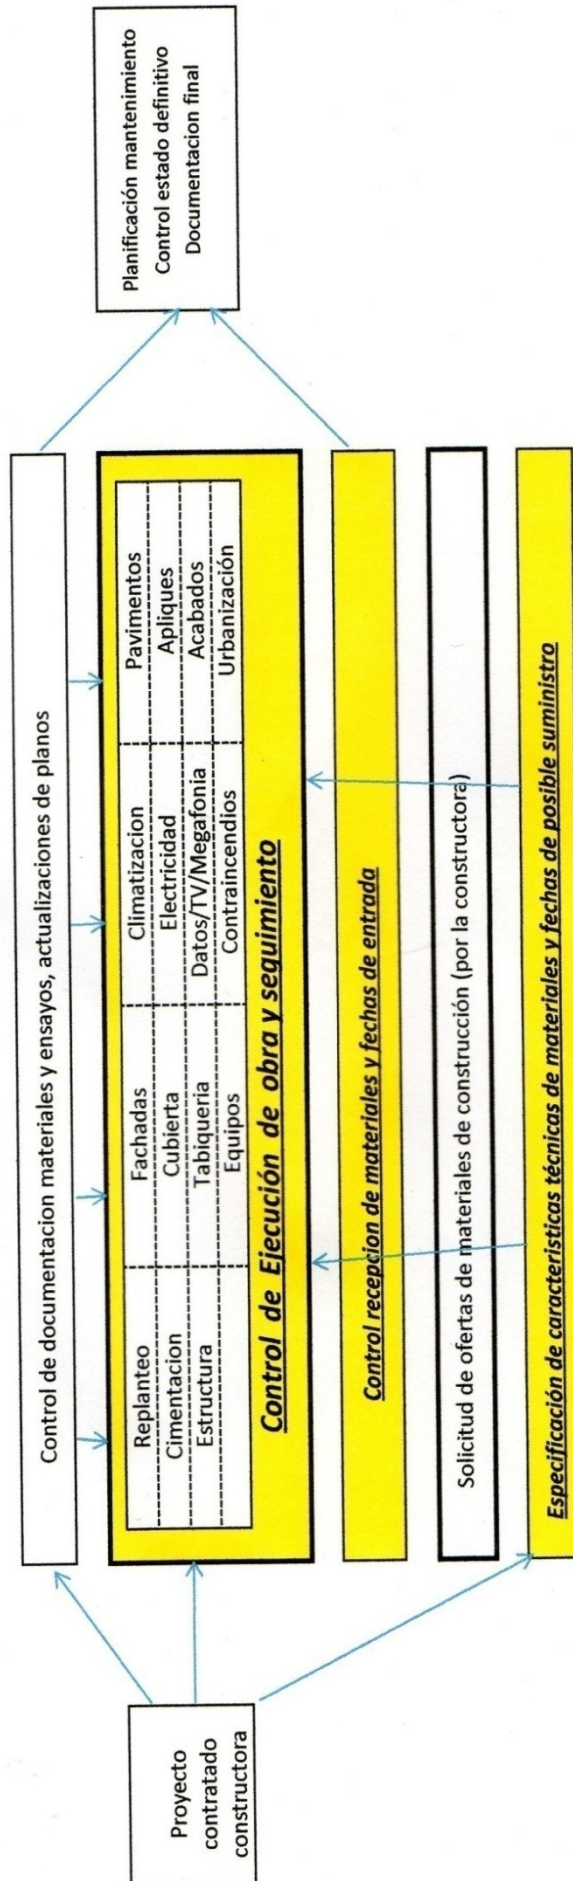 Proyecto
contratado
constructora
Control de documentacion materiales y ensayos, actualizaciones de planos
Replanteo
Cimentacion
Estructura
Fachadas
Cubierta
Tabiqueria
Equipos
Climatizacion
Electricidad
Datos/TV/Megafonia
Contraincendios
Pavimentos
Apliques
Acabados
Urbanización
Control de Ejecución de obra y seguimiento
Control recepcion de materiales y fechas de entrada
Solicitud de ofertas de materiales de construcción (por la constructora)
Especificación de caracteristicas técnicas de materiales y fechas de posible suministro
Planificación mantenimiento
Control estado definitivo
Documentacion final